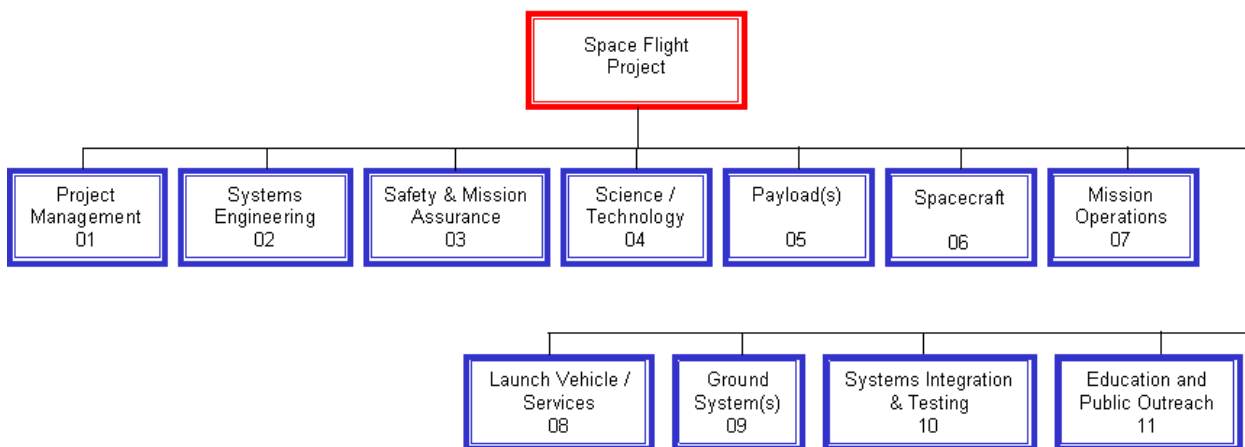 Space Flight
Project
Project
Management
01
Systems
Engineering
02
Safety & Mission
Assurance
03
Science /
Technology
04
Payload(s)
05
Spacecraft
06
Mission
Operations
07
Launch Vehicle /
Services
08
Ground
System(s)
09
Systems Integration
& Testing
10
Education and
Public Outreach
11